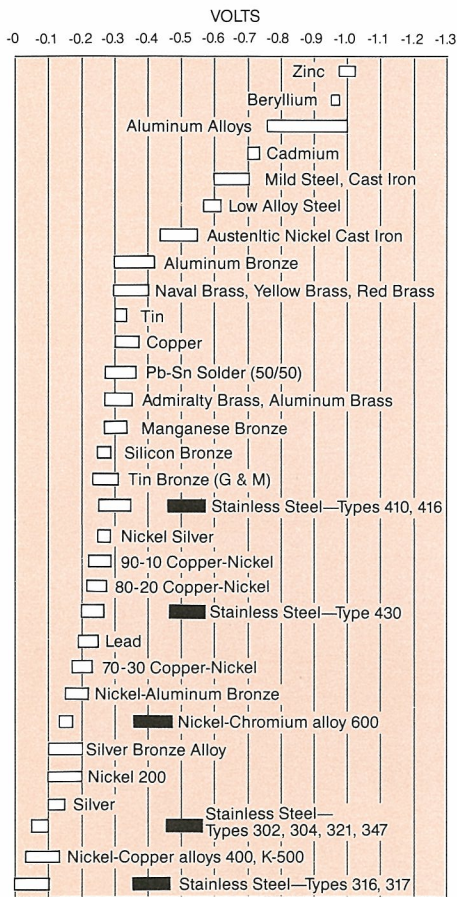 VOLTS
-0 -0.1 -0.2 -0.3 -0.4 -0.5 -0.6 -0.7 -0.8 -0.9 -1.0 -1.1 -1.2 -1.3
Zinc
Beryllium
Aluminum Alloys
Cadmium
Mild Steel, Cast Iron
Low Alloy Steel
Austenltic Nickel Cast Iron
Aluminum Bronze
Naval Brass, Yellow Brass, Red Brass
Tin
Copper
Pb-Sn Solder (50/50)
Admiralty Brass, Aluminum Brass
Manganese Bronze
Silicon Bronze
Tin Bronze (G & M)
Stainless Steel—Types 410, 416
Nickel Silver
90-10 Copper-Nickel
80-20 Copper-Nickel
Stainless Steel—Type 430
Lead
70-30 Copper-Nickel
Nickel-Aluminum Bronze
Nickel-Chromium alloy 600
Silver Bronze Alloy
Nickel 200
Silver
Stainless Steel—
Types 302, 304, 321, 347
Nickel-Copper alloys 400, K-500
Stainless Steel—Types 316, 317